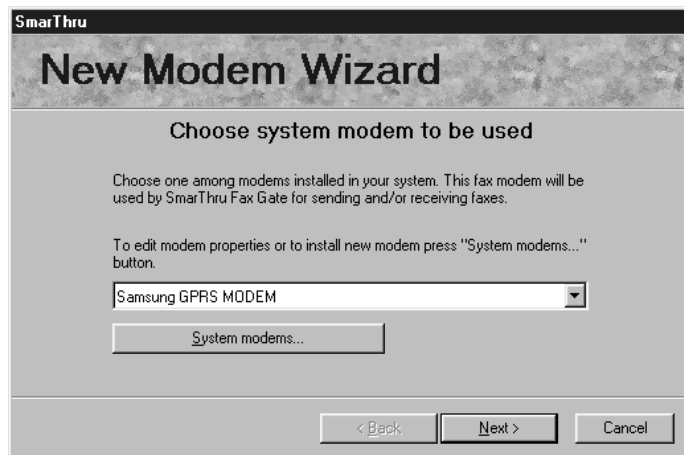 SmarThru
New Modem Wizard
Choose system modem to be used
Choose one among modems installed in your system. This fax modem will be
used by SmarThru Fax Gate for sending and/or receiving faxes.
To edit modem properties or to install new modem press "System modems..."
button.
Samsung GPRS MODEM
System modems...
< Back
Next >
Cancel